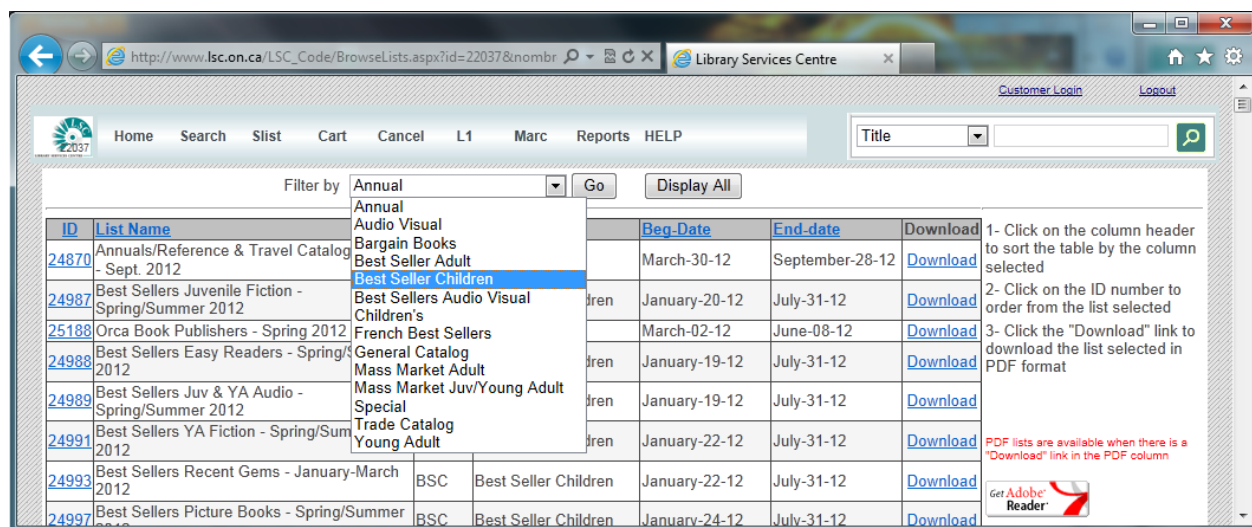 http://www.lsc.on.ca/LSC_Code/BrowseLists.aspx?id=22037&nombr
Library Services Centre
Customer Login Logout
LSC
22037
Home Search Slist Cart Cancel L1 Marc Reports HELP
Title
Filter by Annual Go Display All
Annual
Audio Visual
Bargain Books
Best Seller Adult
Best Seller Children
Best Sellers Audio Visual
Children's
French Best Sellers
General Catalog
Mass Market Adult
Mass Market Juv/Young Adult
Special
Trade Catalog
Young Adult
ID List Name Beg-Date End-date Download
24870 Annuals/Reference & Travel Catalog
- Sept. 2012 March-30-12 September-28-12 Download
24987 Best Sellers Juvenile Fiction -
Spring/Summer 2012 dren January-20-12 July-31-12 Download
25188 Orca Book Publishers - Spring 2012 March-02-12 June-08-12 Download
24988 Best Sellers Easy Readers - Spring/S
2012 dren January-19-12 July-31-12 Download
24989 Best Sellers Juv & YA Audio -
Spring/Summer 2012 dren January-19-12 July-31-12 Download
24991 Best Sellers YA Fiction - Spring/Sum
2012 dren January-22-12 July-31-12 Download
24993 Best Sellers Recent Gems - January-March
2012 BSC Best Seller Children January-22-12 July-31-12 Download
24997 Best Sellers Picture Books - Spring/Summer
BSC Best Seller Children January-24-12 July-31-12 Download
1- Click on the column header
to sort the table by the column
selected
2- Click on the ID number to
order from the list selected
3- Click the "Download" link to
download the list selected in
PDF format
PDF lists are available when there is a
"Download" link in the PDF column
Get Adobe
Reader